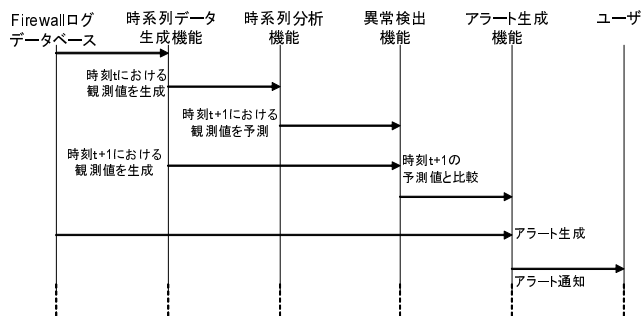 Firewallログ
データベース
時系列データ
生成機能
時系列分析
機能
異常検出
機能
アラート生成
機能
ユーザ
時刻tにおける
観測値を生成
時刻t+1における
観測値を予測
時刻t+1における
観測値を生成
時刻t+1の
予測値と比較
アラート生成
アラート通知